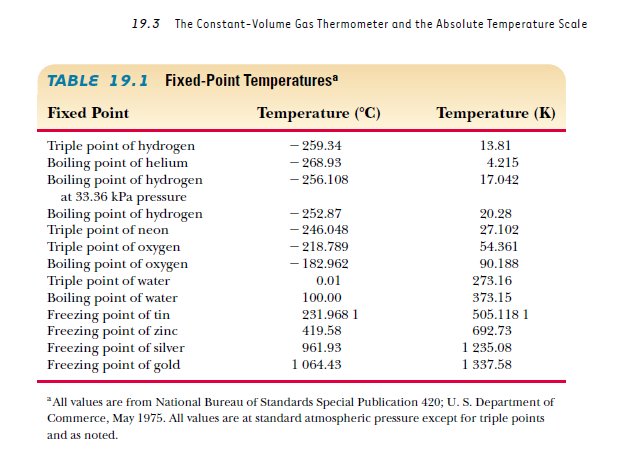 19.3 The Constant-Volume Gas Thermometer and the Absolute Temperature Scale
TABLE 19.1 Fixed-Point Temperaturesᵃ
Fixed Point Temperature (°C) Temperature (K)
Triple point of hydrogen − 259.34 13.81
Boiling point of helium − 268.93 4.215
Boiling point of hydrogen − 256.108 17.042
at 33.36 kPa pressure
Boiling point of hydrogen − 252.87 20.28
Triple point of neon − 246.048 27.102
Triple point of oxygen − 218.789 54.361
Boiling point of oxygen − 182.962 90.188
Triple point of water 0.01 273.16
Boiling point of water 100.00 373.15
Freezing point of tin 231.968 1 505.118 1
Freezing point of zinc 419.58 692.73
Freezing point of silver 961.93 1 235.08
Freezing point of gold 1 064.43 1 337.58
ᵃ All values are from National Bureau of Standards Special Publication 420; U. S. Department of
Commerce, May 1975. All values are at standard atmospheric pressure except for triple points
and as noted.